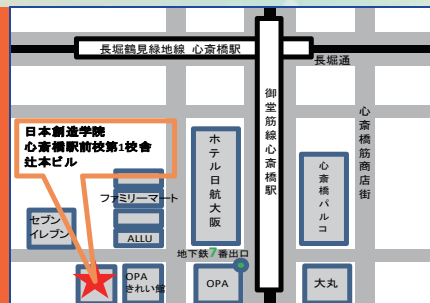 長堀鶴見緑地線 心斎橋駅
長堀通
日本創造学院
心斎橋駅前校第1校舎
辻本ビル
御堂筋線心斎橋駅
心斎橋筋商店街
ホテル日航大阪
心斎橋パルコ
ファミリーマート
セブン
イレブン
ALLU
地下鉄7番出口
OPA
きれい館
OPA
大丸